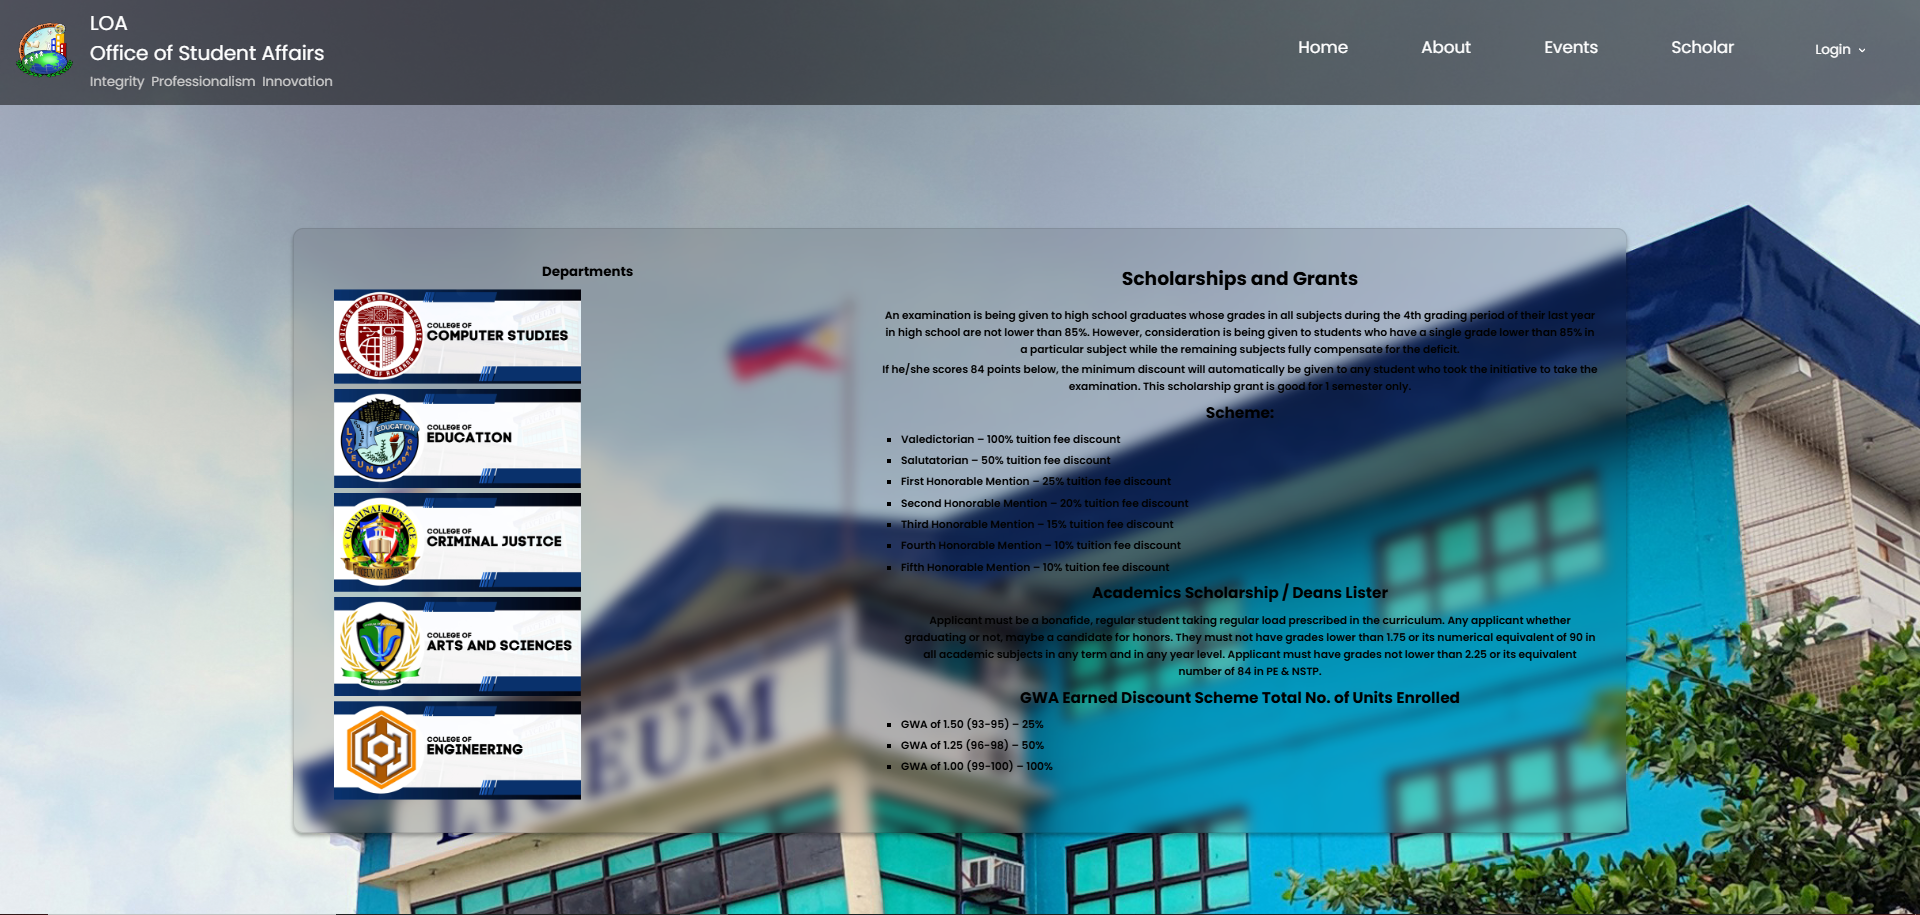 LOA
Office of Student Affairs
Integrity Professionalism Innovation
Home
About
Events
Scholar
Login
Departments
COLLEGE OF
COMPUTER STUDIES
COLLEGE OF
EDUCATION
COLLEGE OF
CRIMINAL JUSTICE
COLLEGE OF
ARTS AND SCIENCES
COLLEGE OF
ENGINEERING
Scholarships and Grants
An examination is being given to high school graduates whose grades in all subjects during the 4th grading period of their last year
in high school are not lower than 85%. However, consideration is being given to students who have a single grade lower than 85% in
a particular subject while the remaining subjects fully compensate for the deficit.
If he/she scores 84 points below, the minimum discount will automatically be given to any student who took the initiative to take the
examination. This scholarship grant is good for 1 semester only.
Scheme:
Valedictorian – 100% tuition fee discount
Salutatorian – 50% tuition fee discount
First Honorable Mention – 25% tuition fee discount
Second Honorable Mention – 20% tuition fee discount
Third Honorable Mention – 15% tuition fee discount
Fourth Honorable Mention – 10% tuition fee discount
Fifth Honorable Mention – 10% tuition fee discount
Academics Scholarship / Deans Lister
Applicant must be a bonafide, regular student taking regular load prescribed in the curriculum. Any applicant whether
graduating or not, maybe a candidate for honors. They must not have grades lower than 1.75 or its numerical equivalent of 90 in
all academic subjects in any term and in any year level. Applicant must have grades not lower than 2.25 or its equivalent
number of 84 in PE & NSTP.
GWA Earned Discount Scheme Total No. of Units Enrolled
GWA of 1.50 (93-95) – 25%
GWA of 1.25 (96-98) – 50%
GWA of 1.00 (99-100) – 100%
LYCEUM